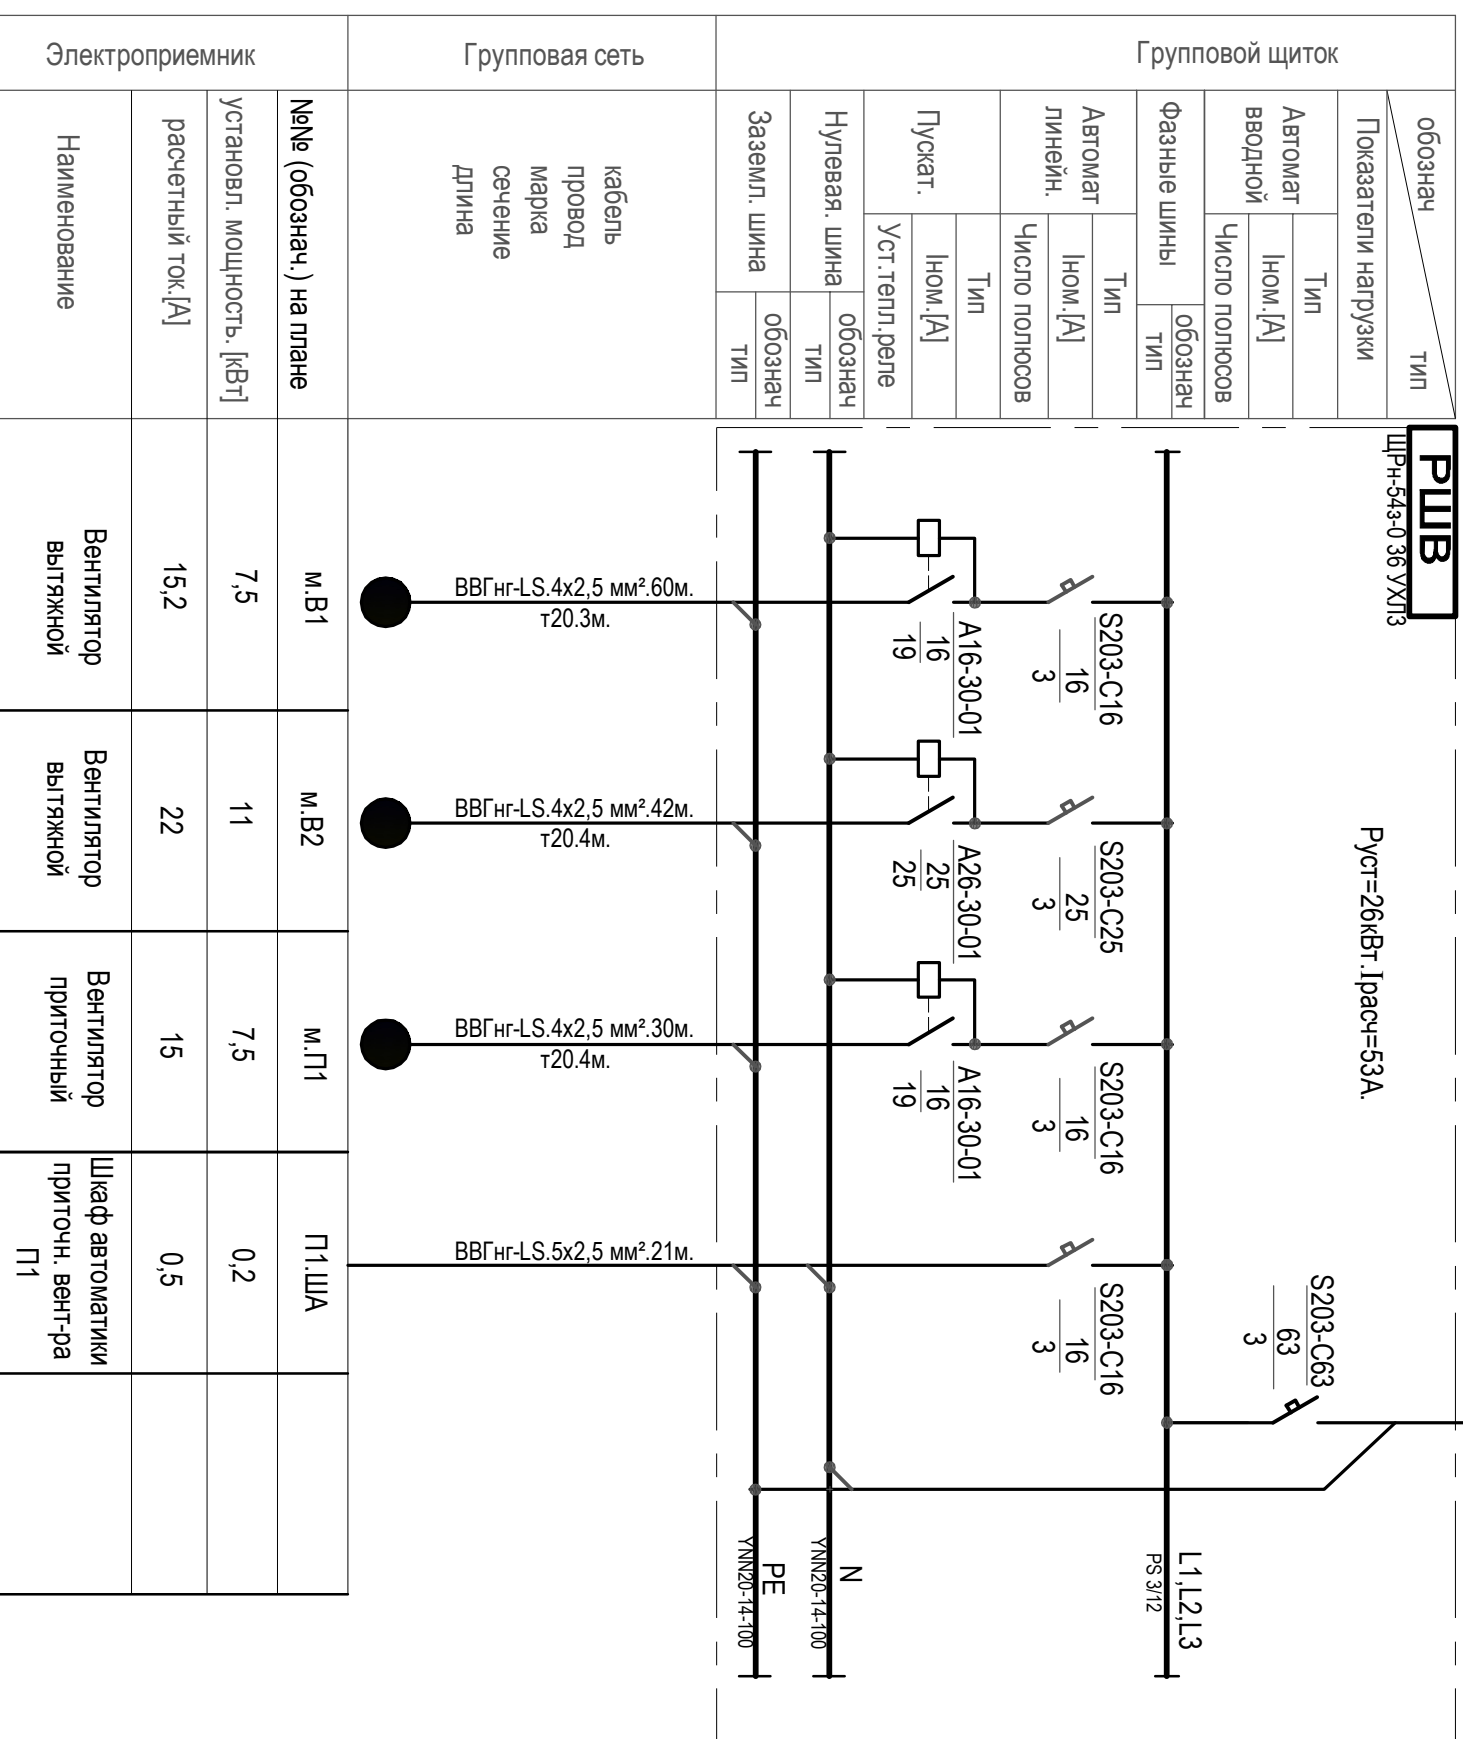 Электроприемник
Групповая сеть
Групповой щиток
обознач
тип
Показатели нагрузки
Автомат
вводной
Тип
Iном.[А]
Число полюсов
Фазные шины
обознач
тип
Автомат
линейн.
Тип
Iном.[А]
Число полюсов
Пускат.
Тип
Iном.[А]
Уст.тепл.реле
Нулевая. шина
обознач
тип
Заземл. шина
обознач
тип
кабель
провод
марка
сечение
длина
№№ (обознач.) на плане
установл. мощность. [кВт]
расчетный ток.[А]
Наименование
РШВ
ЩРн-54з-0 36 УХЛ3
Руст=26кВт.Iрасч=53А.
S203-C63
63
3
L1,L2,L3
PS 3/12
N
YNN20-14-100
PE
YNN20-14-100
S203-C16
16
3
A16-30-01
16
19
ВВГнг-LS.4х2,5 мм².60м.
т20.3м.
м.В1
7,5
15,2
Вентилятор
вытяжной
S203-C25
25
3
A26-30-01
25
25
ВВГнг-LS.4х2,5 мм².42м.
т20.4м.
м.В2
11
22
Вентилятор
вытяжной
S203-C16
16
3
A16-30-01
16
19
ВВГнг-LS.4х2,5 мм².30м.
т20.4м.
м.П1
7,5
15
Вентилятор
приточный
S203-C16
16
3
ВВГнг-LS.5х2,5 мм².21м.
П1.ША
0,2
0,5
Шкаф автоматики
приточн. вент-ра
П1